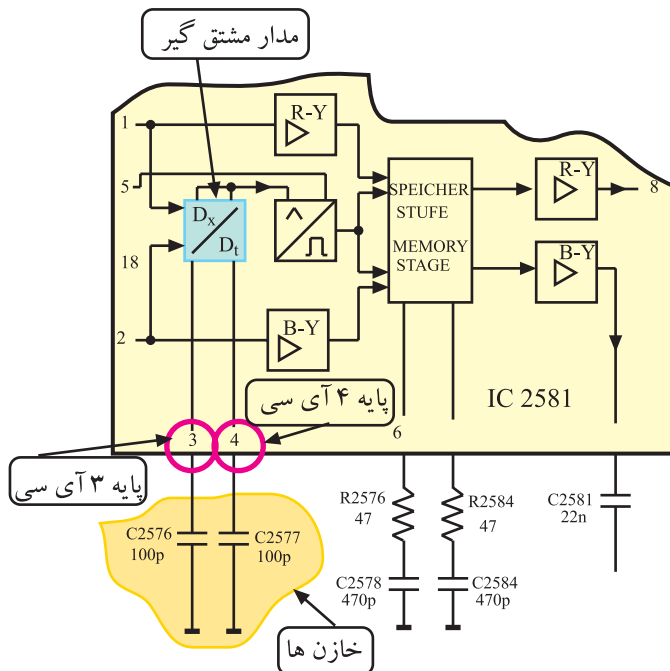 مدار مشتق گیر
1
R-Y
5
D_x
D_t
SPEICHER
STUFE
MEMORY
STAGE
R-Y
8
B-Y
18
2
B-Y
IC 2581
پایه ۴ آی سی
6
3
4
پایه ۳ آی سی
R2576
47
R2584
47
C2581
22n
C2576
100p
C2577
100p
C2578
470p
C2584
470p
خازن ها